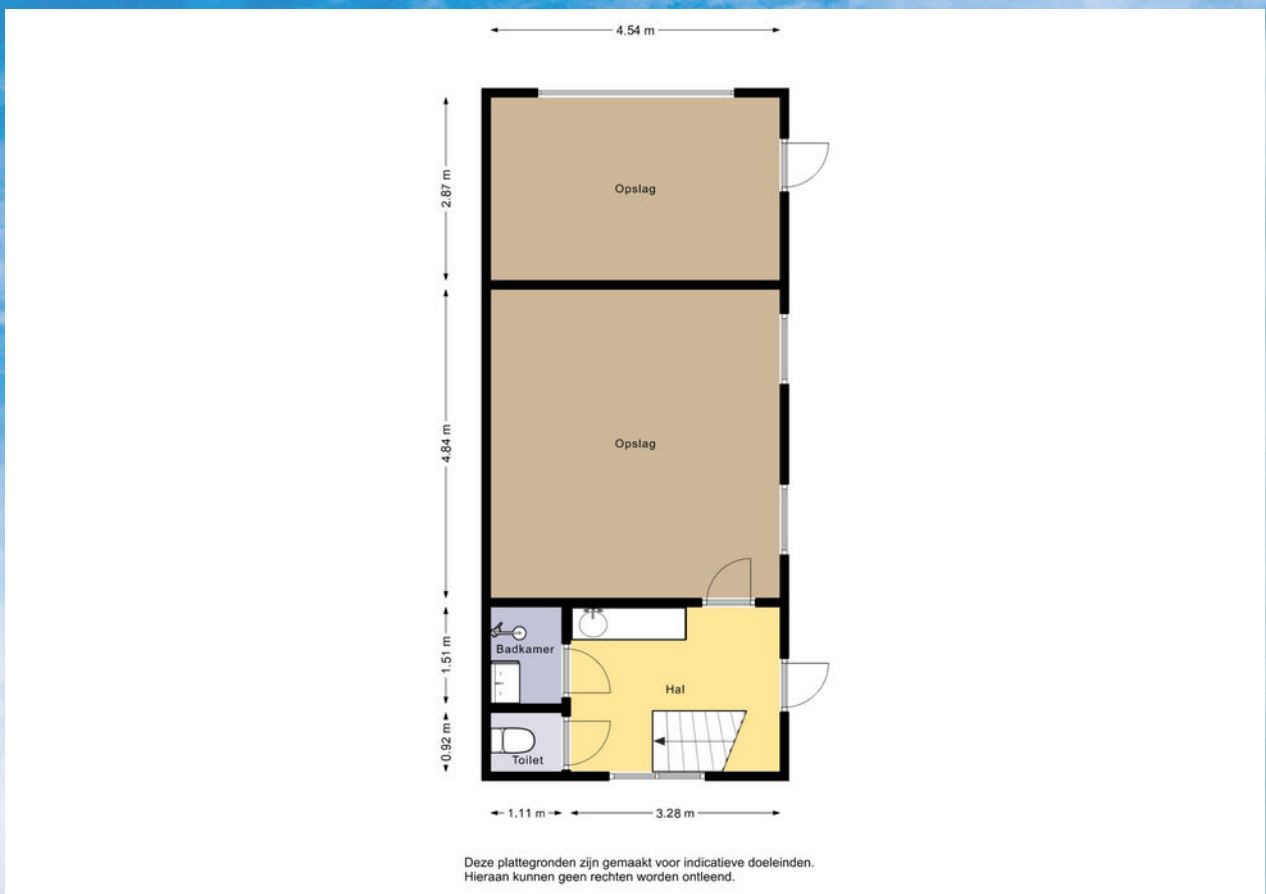 4.54 m
2.87 m
Opslag
4.84 m
Opslag
1.51 m
Badkamer
Hal
0.92 m
Toilet
1.11 m
3.28 m
Deze plattegronden zijn gemaakt voor indicatieve doeleinden.
Hieraan kunnen geen rechten worden ontleend.